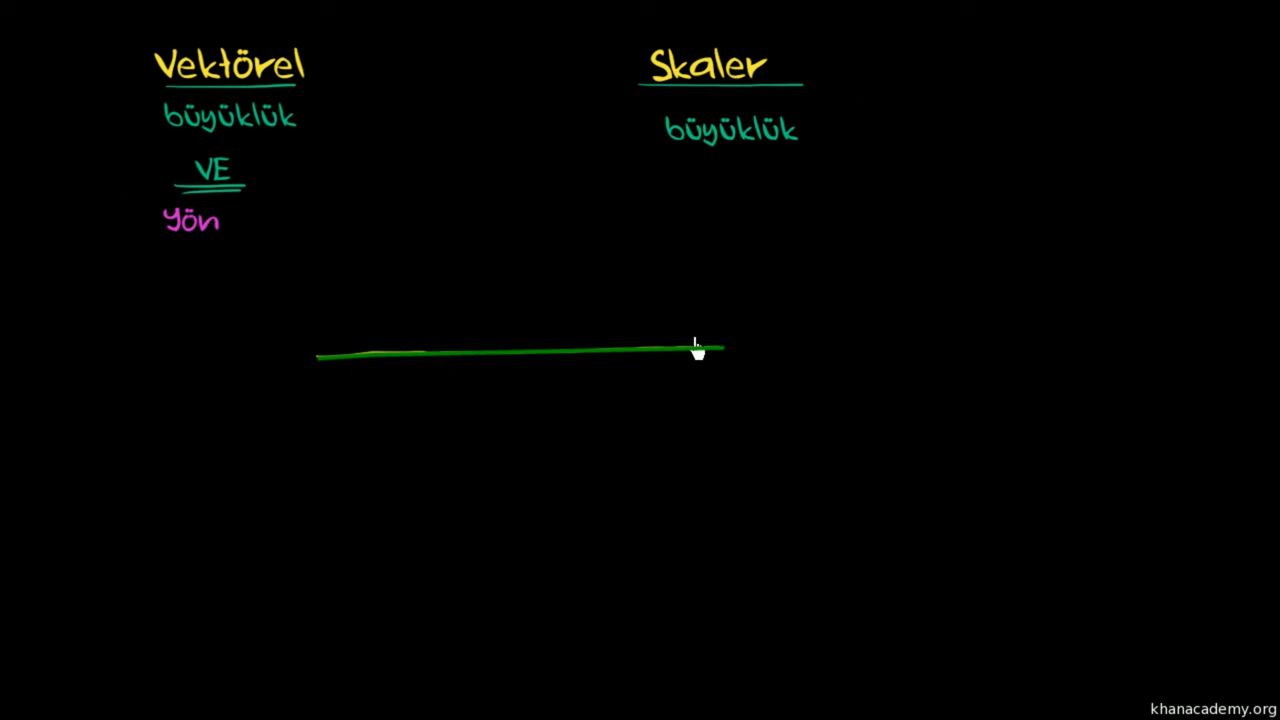 Vektörel
büyüklük
VE
Yön
Skaler
büyüklük
khanacademy.org